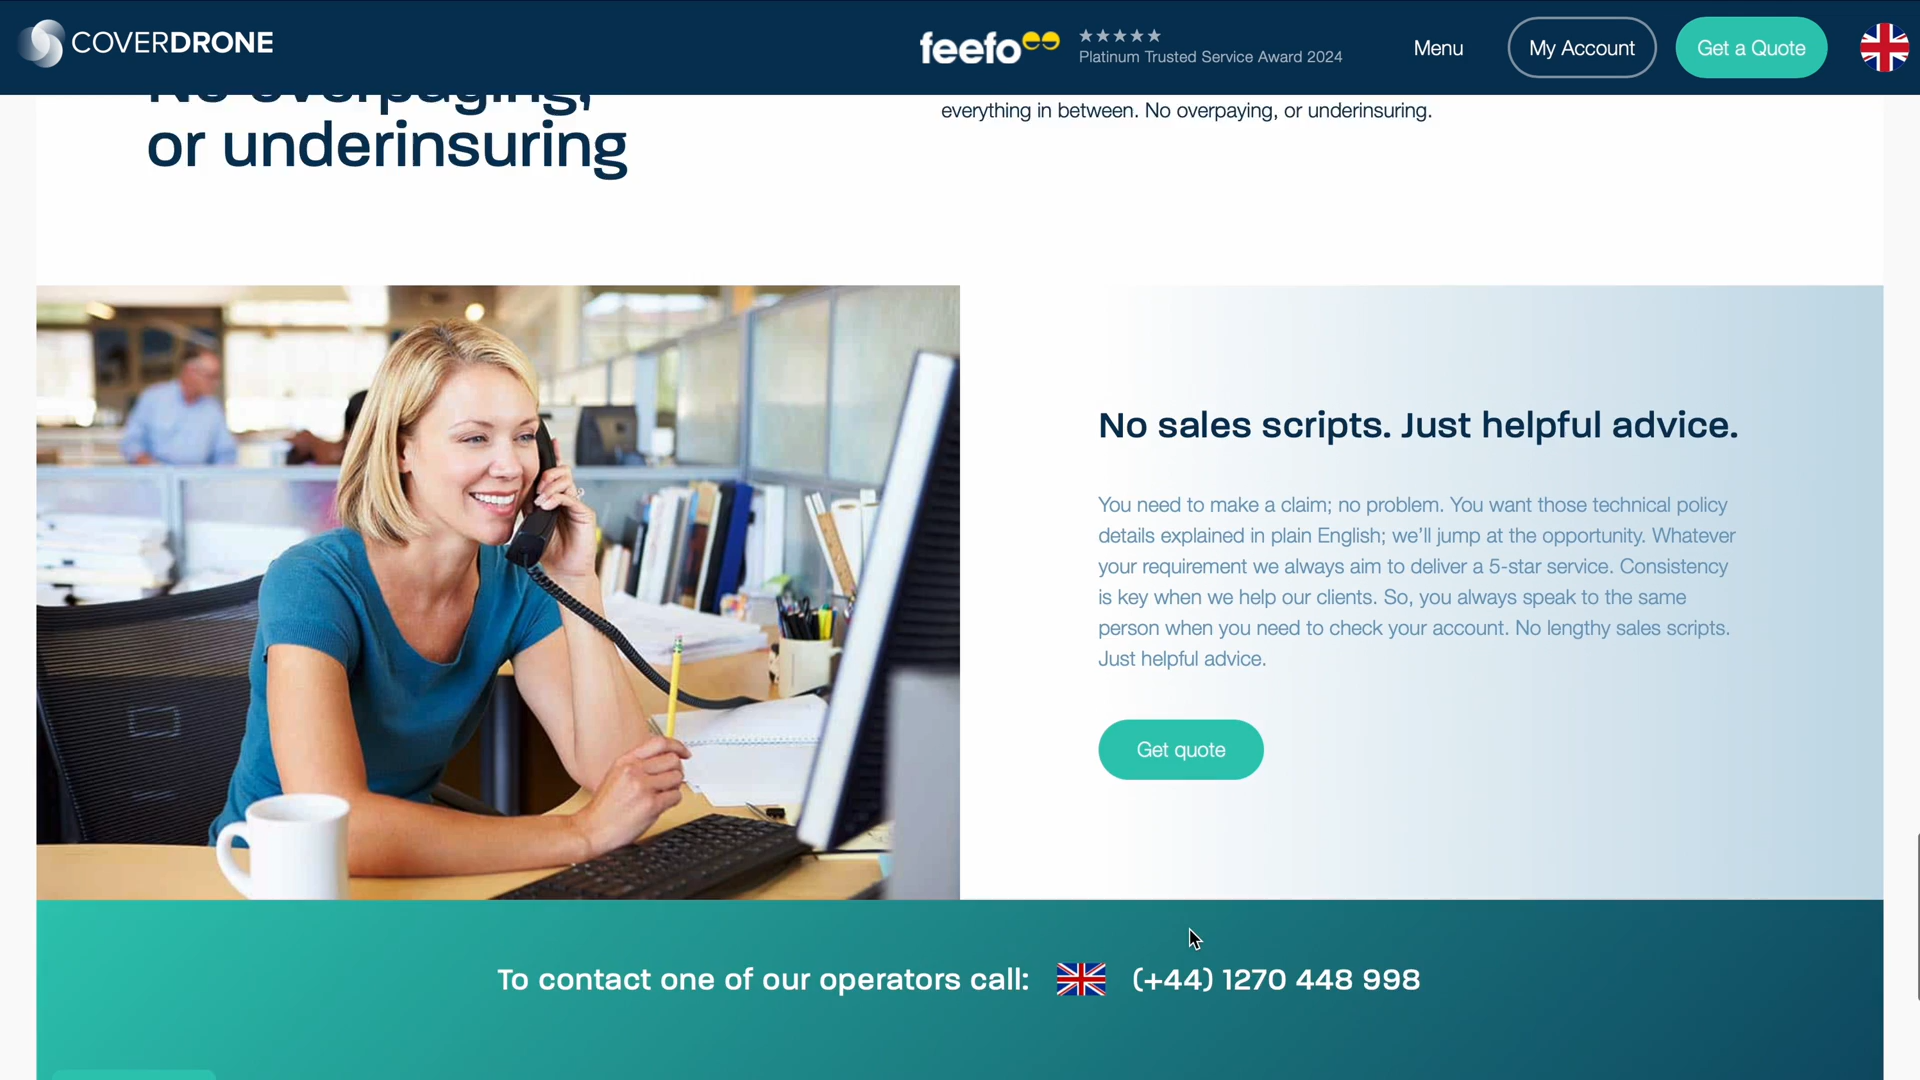 COVERDRONE
feefo
Platinum Trusted Service Award 2024
Menu
My Account
Get a Quote
No overpaying,
or underinsuring
everything in between. No overpaying, or underinsuring.
No sales scripts. Just helpful advice.
You need to make a claim; no problem. You want those technical policy
details explained in plain English; we’ll jump at the opportunity. Whatever
your requirement we always aim to deliver a 5-star service. Consistency
is key when we help our clients. So, you always speak to the same
person when you need to check your account. No lengthy sales scripts.
Just helpful advice.
Get quote
To contact one of our operators call:
(+44) 1270 448 998